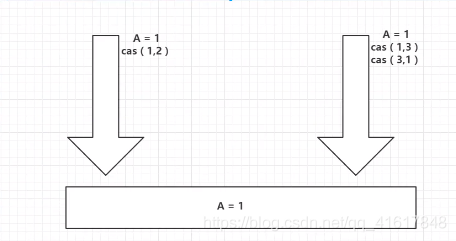 A = 1
cas ( 1,2 )
A = 1
cas ( 1,3 )
cas ( 3,1 )
A = 1
https://blog.csdn.net/qq_41617848